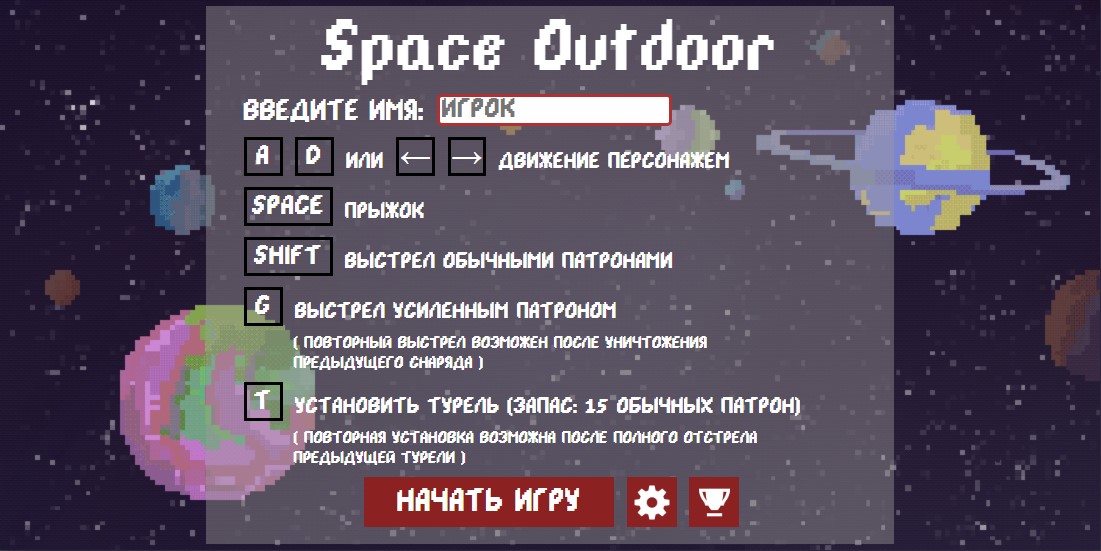 Space Outdoor
ВВЕДИТЕ ИМЯ: ИГРОК
A D ИЛИ ← → ДВИЖЕНИЕ ПЕРСОНАЖЕМ
SPACE ПРЫЖОК
SHIFT ВЫСТРЕЛ ОБЫЧНЫМИ ПАТРОНАМИ
G ВЫСТРЕЛ УСИЛЕННЫМ ПАТРОНОМ
( ПОВТОРНЫЙ ВЫСТРЕЛ ВОЗМОЖЕН ПОСЛЕ УНИЧТОЖЕНИЯ
ПРЕДЫДУЩЕГО СНАРЯДА )
T УСТАНОВИТЬ ТУРЕЛЬ (ЗАПАС: 15 ОБЫЧНЫХ ПАТРОН)
( ПОВТОРНАЯ УСТАНОВКА ВОЗМОЖНА ПОСЛЕ ПОЛНОГО ОТСТРЕЛА
ПРЕДЫДУЩЕЙ ТУРЕЛИ )
НАЧАТЬ ИГРУ